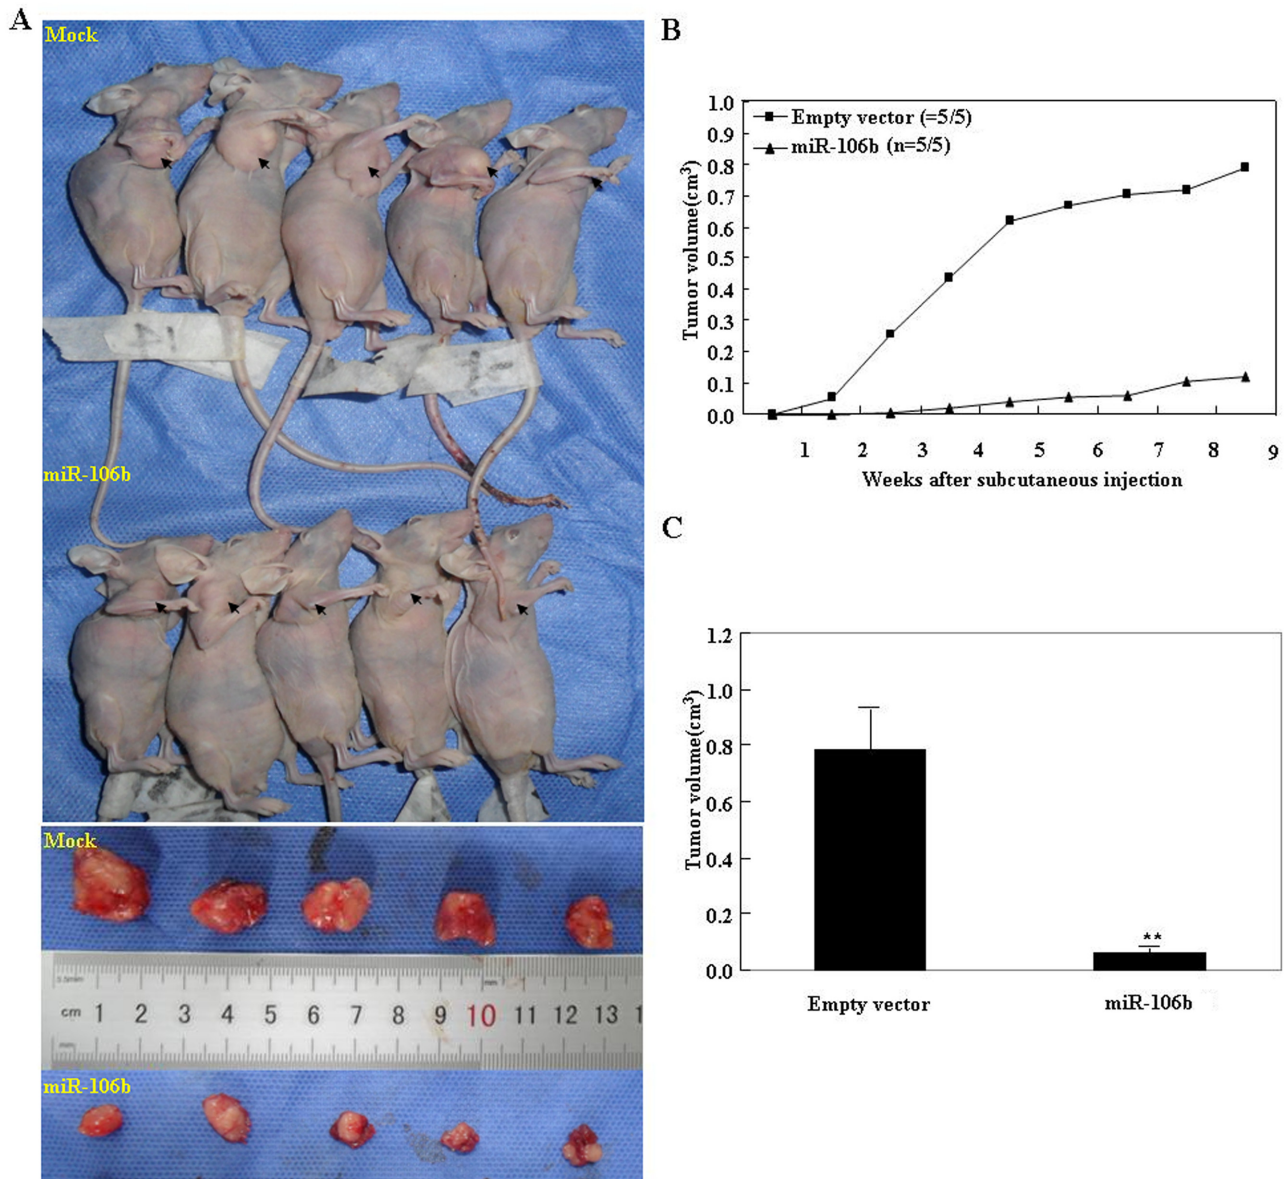 A
Mock
miR-106b
Mock
cm 1 2 3 4 5 6 7 8 9 10 11 12 13 1
mm
miR-106b
B
1.0
0.9
0.8
0.7
0.6
0.5
0.4
0.3
0.2
0.1
0.0
Tumor volume(cm³)
Empty vector (=5/5)
miR-106b (n=5/5)
1 2 3 4 5 6 7 8 9
Weeks after subcutaneous injection
C
1.2
1.0
0.8
0.6
0.4
0.2
0.0
Tumor volume(cm³)
**
Empty vector
miR-106b